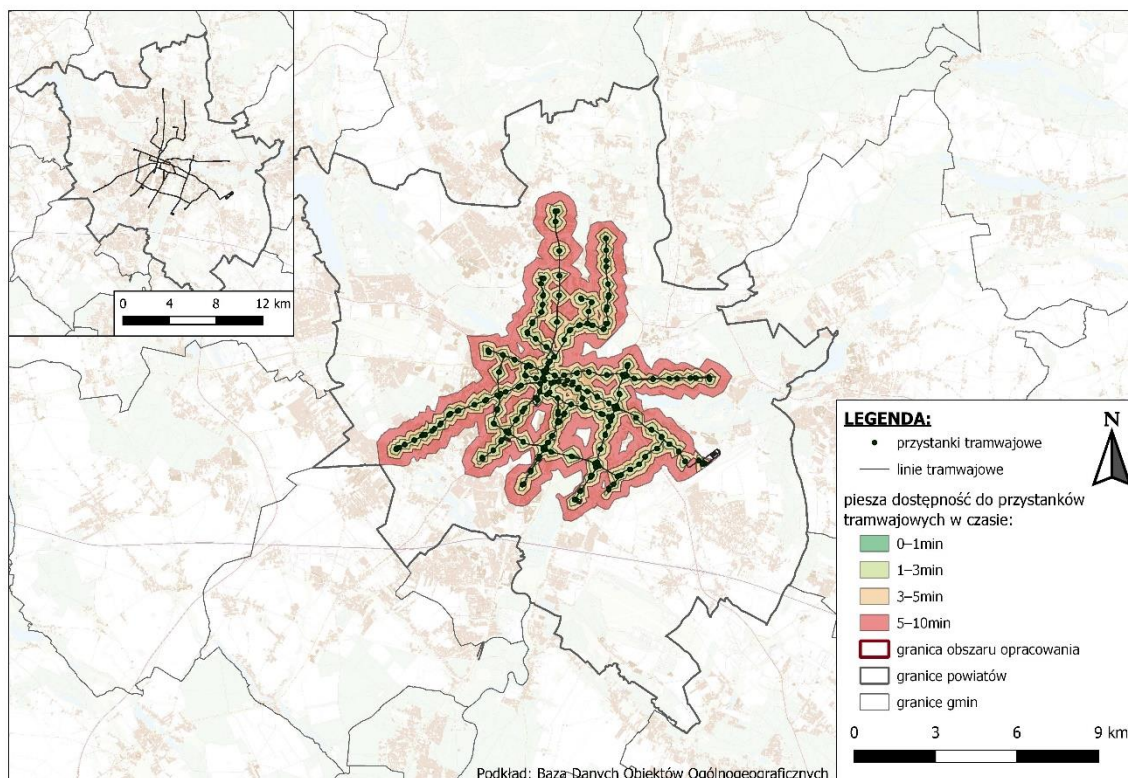 0 4 8 12 km
LEGENDA:
N
przystanki tramwajowe
linie tramwajowe
piesza dostępność do przystanków
tramwajowych w czasie:
0–1min
1–3min
3–5min
5–10min
granica obszaru opracowania
granice powiatów
granice gmin
0 3 6 9 km
Podkład: Baza Danych Obiektów Ogólnogeograficznych